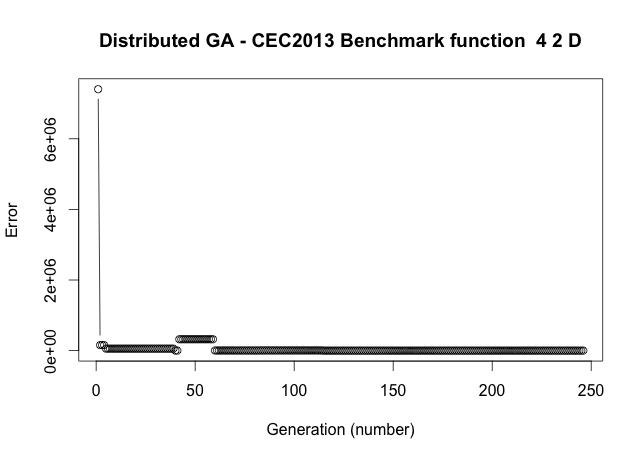 Distributed GA - CEC2013 Benchmark function  4 2 D
6e+06
4e+06
2e+06
0e+00
Error
0 50 100 150 200 250
Generation (number)